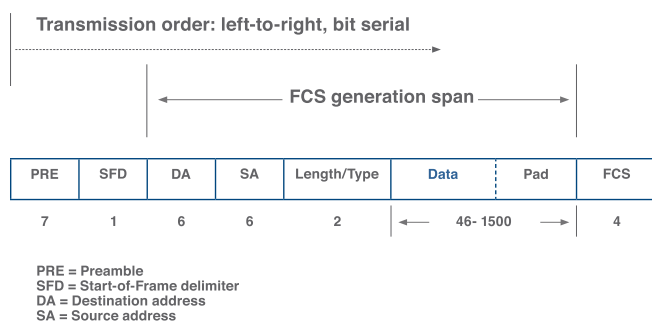 Transmission order: left-to-right, bit serial
FCS generation span
PRE SFD DA SA Length/Type Data Pad FCS
7 1 6 6 2 46- 1500 4
PRE = Preamble
SFD = Start-of-Frame delimiter
DA = Destination address
SA = Source address